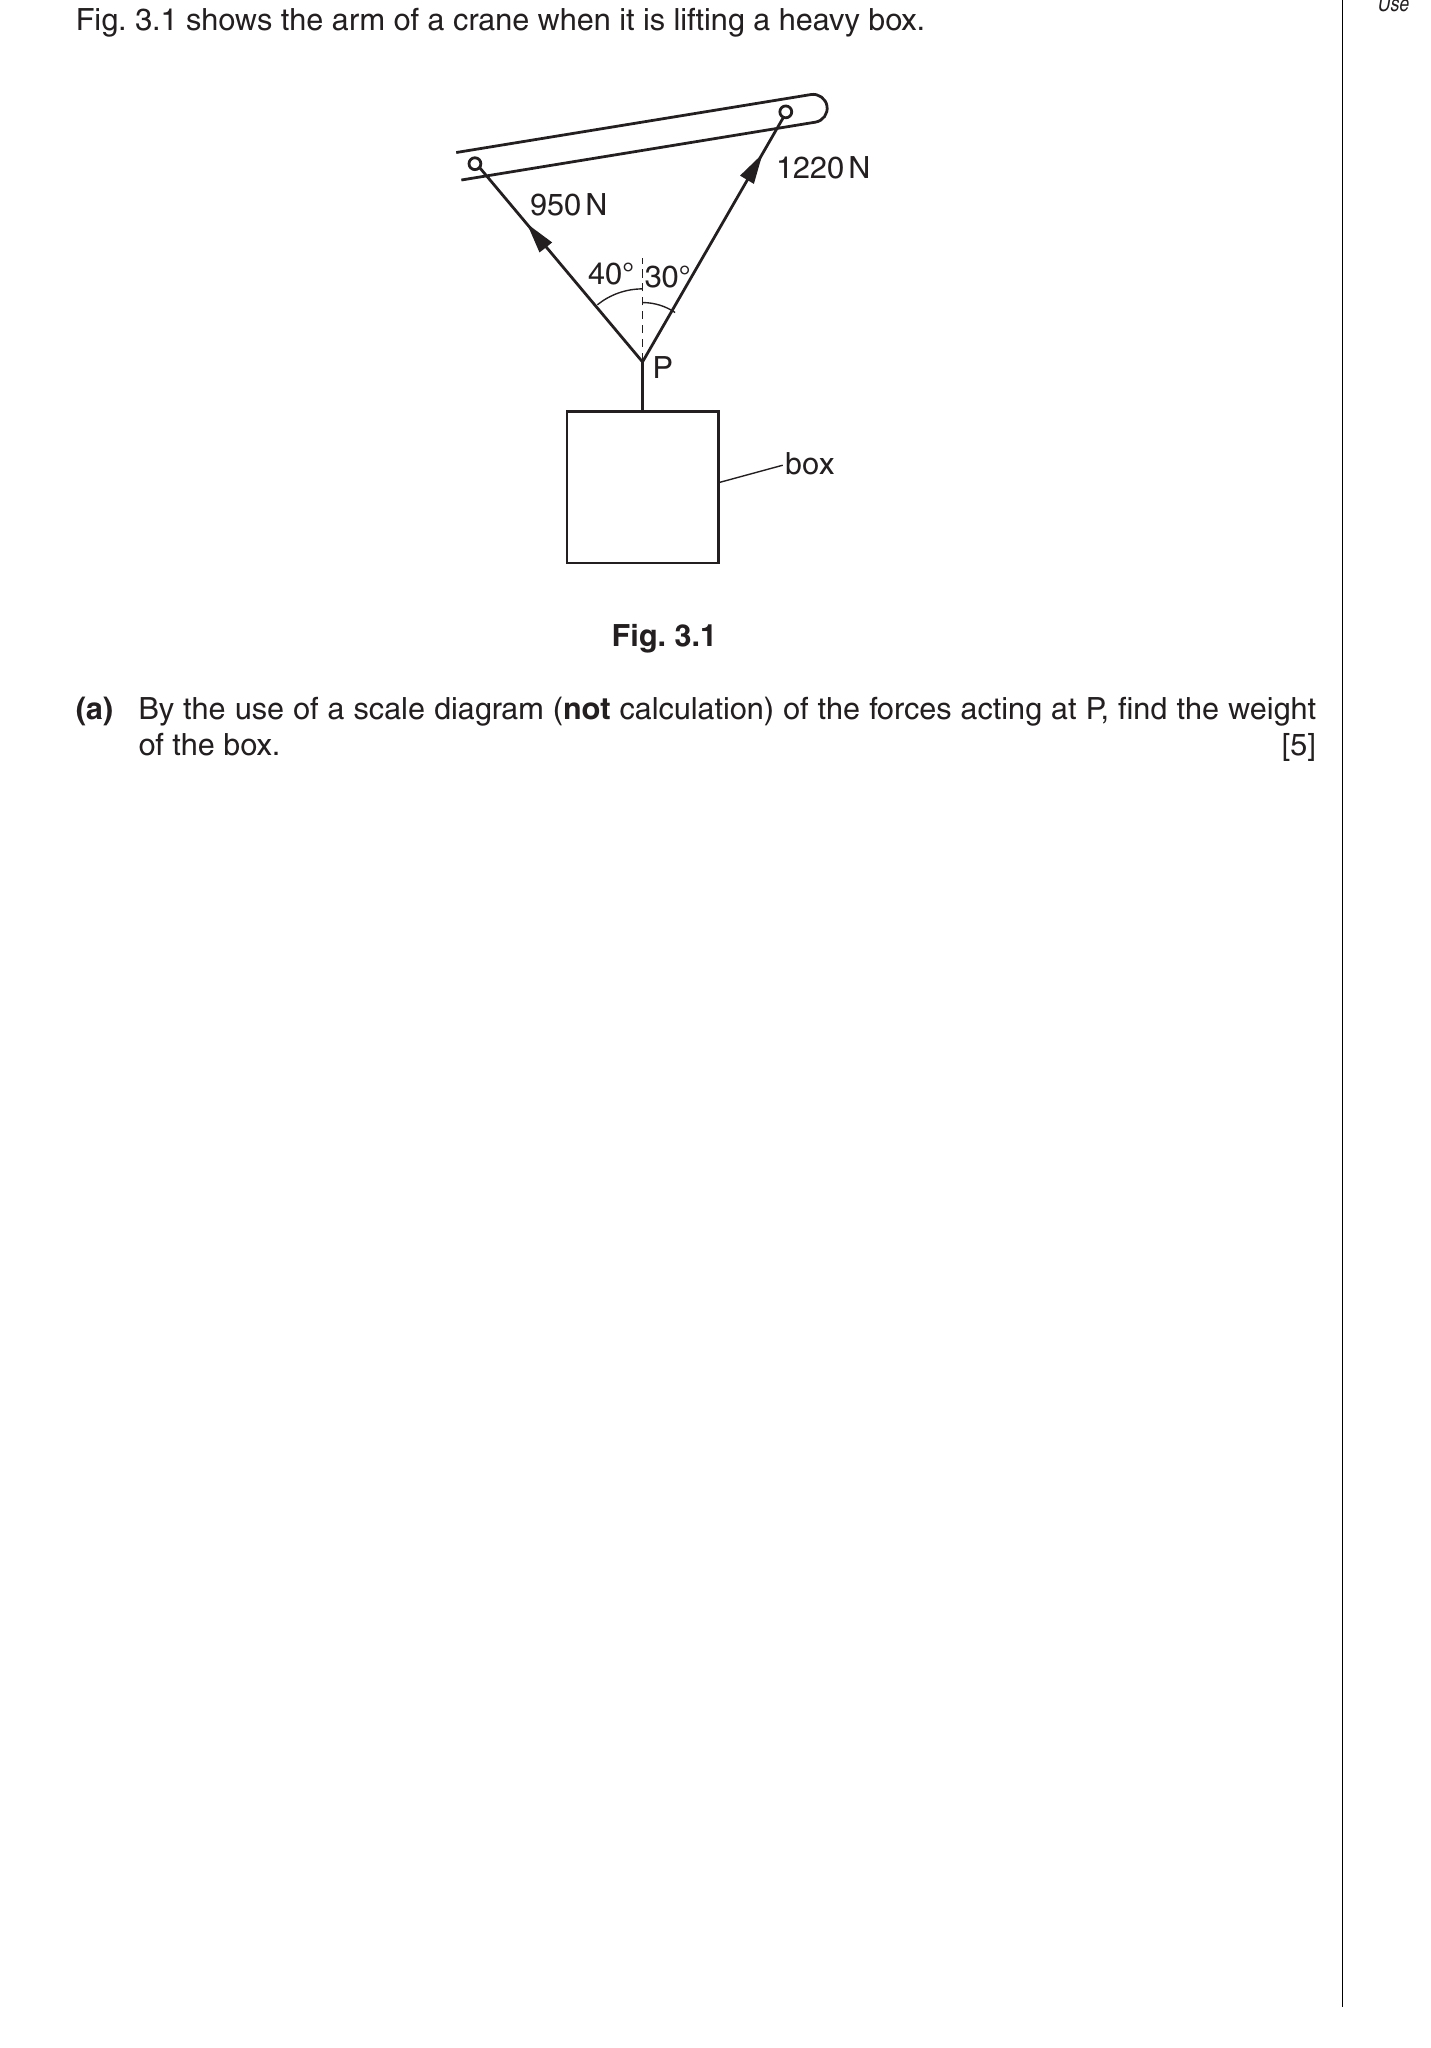 Use
Fig. 3.1 shows the arm of a crane when it is lifting a heavy box.
1220 N
950 N
40° 30°
P
box
Fig. 3.1
(a) By the use of a scale diagram (not calculation) of the forces acting at P, find the weight
of the box. [5]